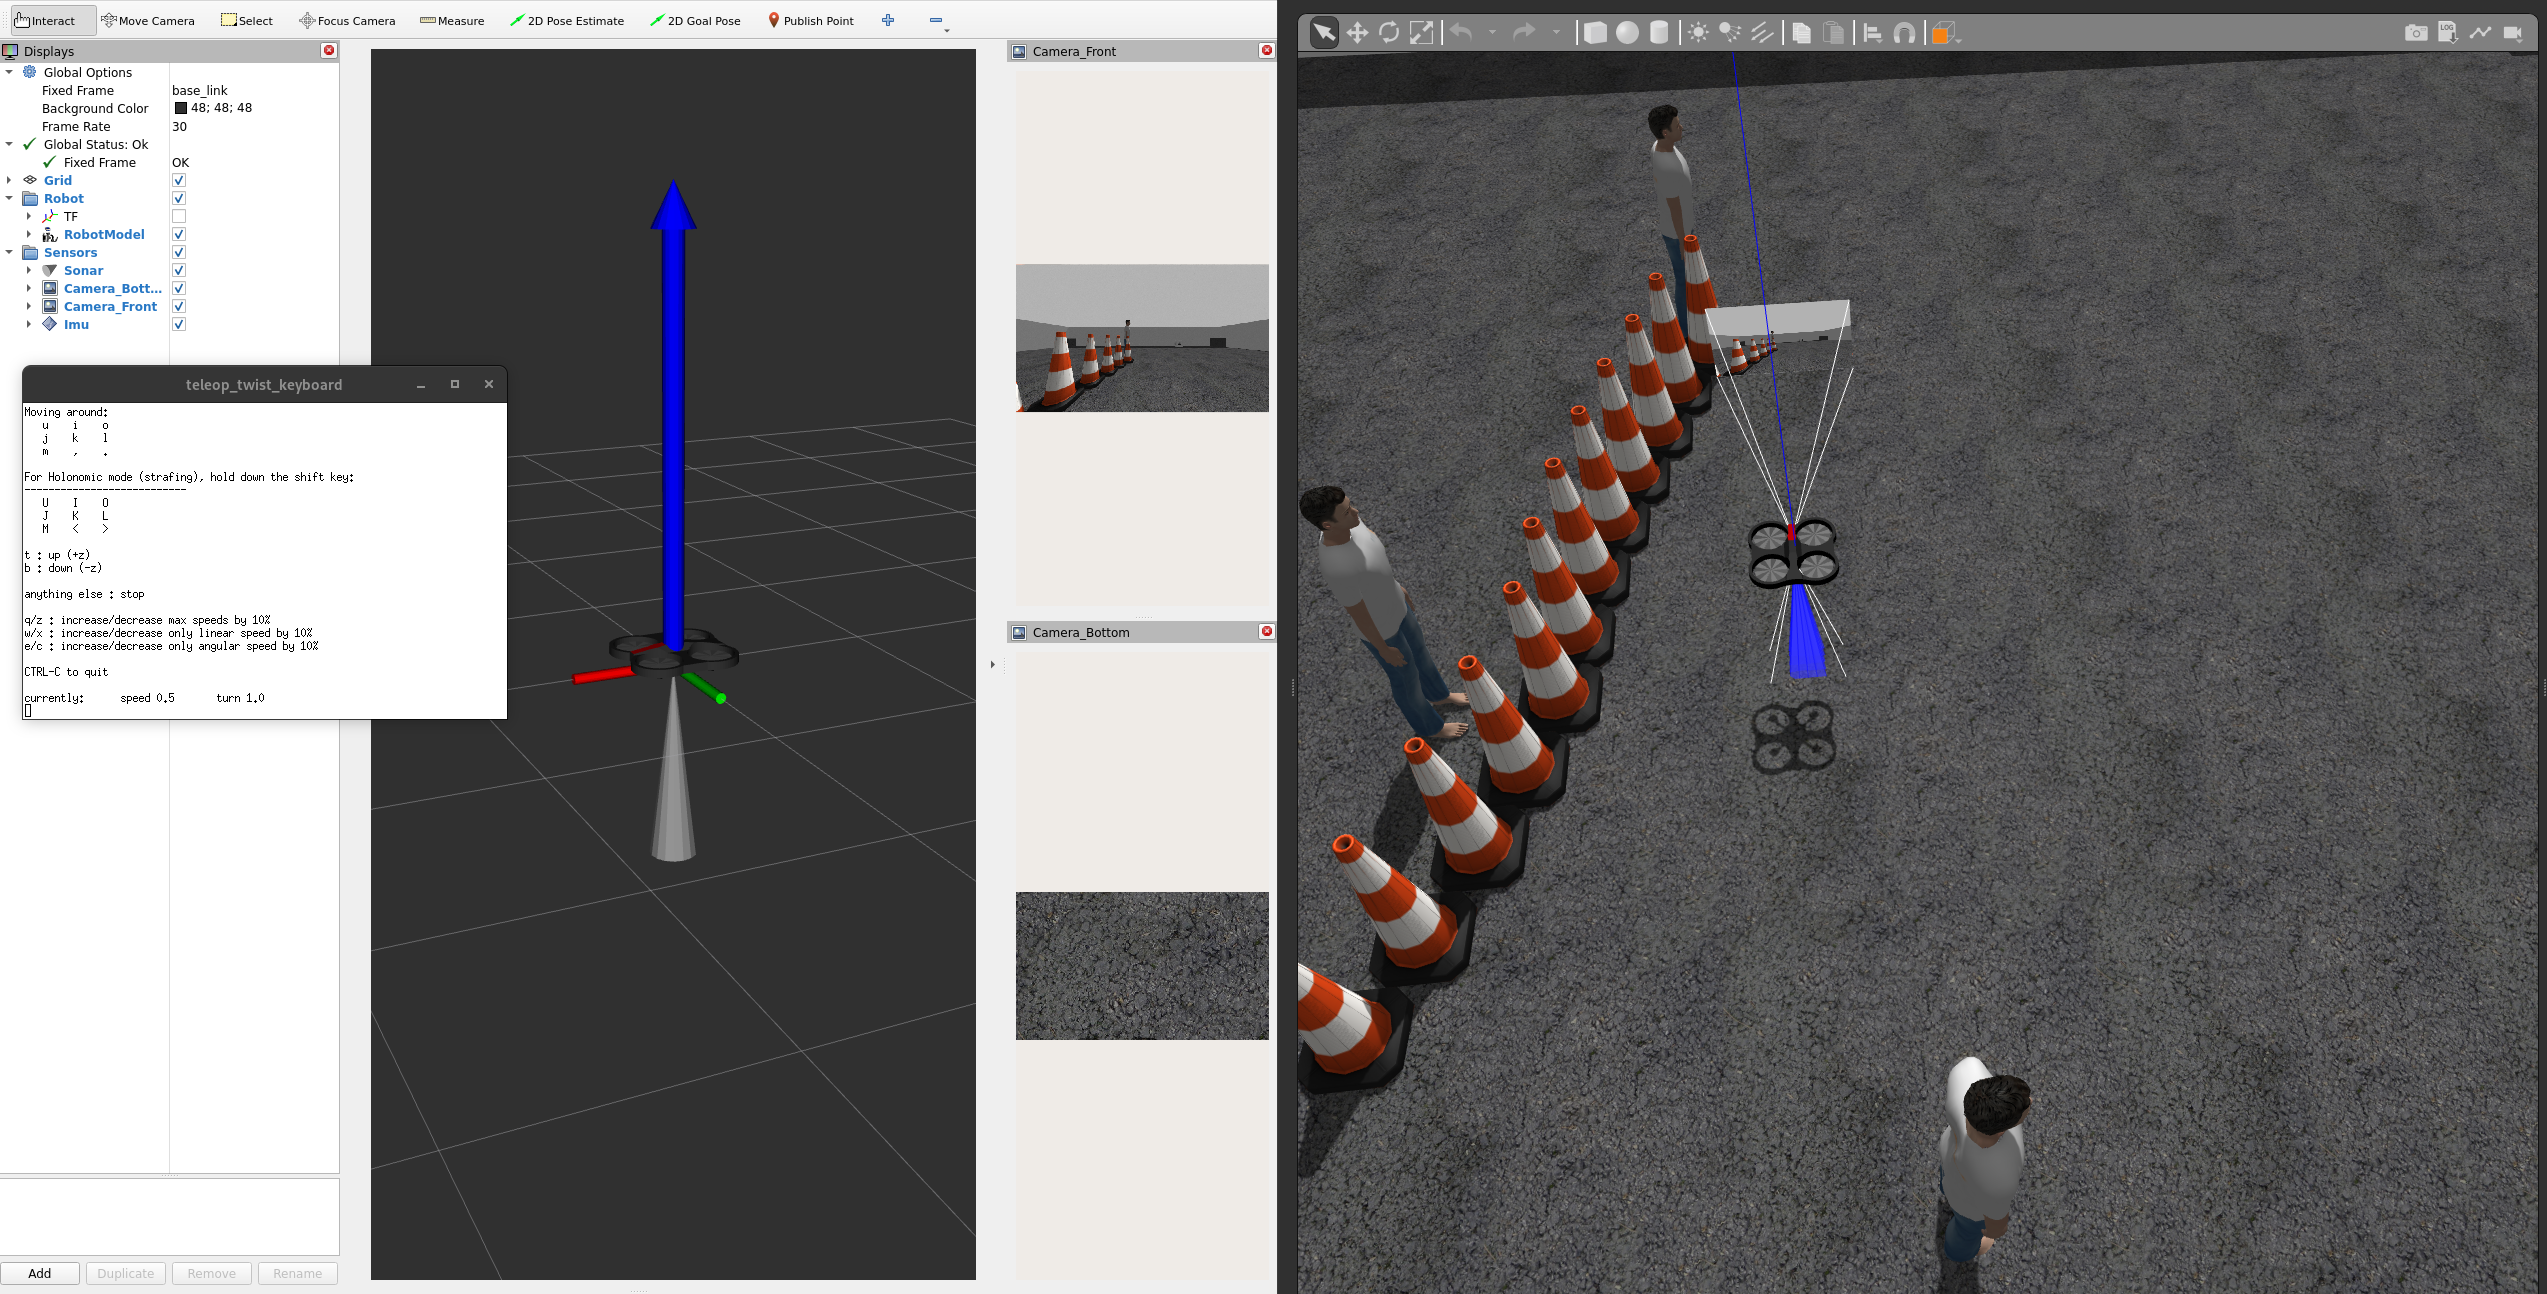 Interact Move Camera Select Focus Camera Measure 2D Pose Estimate 2D Goal Pose Publish Point
Displays
Global Options
Fixed Frame base_link
Background Color 48; 48; 48
Frame Rate 30
Global Status: Ok
Fixed Frame OK
Grid
Robot
TF
RobotModel
Sensors
Sonar
Camera_Bott...
Camera_Front
Imu
teleop_twist_keyboard
Moving around:
u i o
j k l
m , .
For Holonomic mode (strafing), hold down the shift key:
---------------------------
U I O
J K L
M < >
t : up (+z)
b : down (-z)
anything else : stop
q/z : increase/decrease max speeds by 10%
w/x : increase/decrease only linear speed by 10%
e/c : increase/decrease only angular speed by 10%
CTRL-C to quit
currently: speed 0.5 turn 1.0
Add Duplicate Remove Rename
Camera_Front
Camera_Bottom
LOG